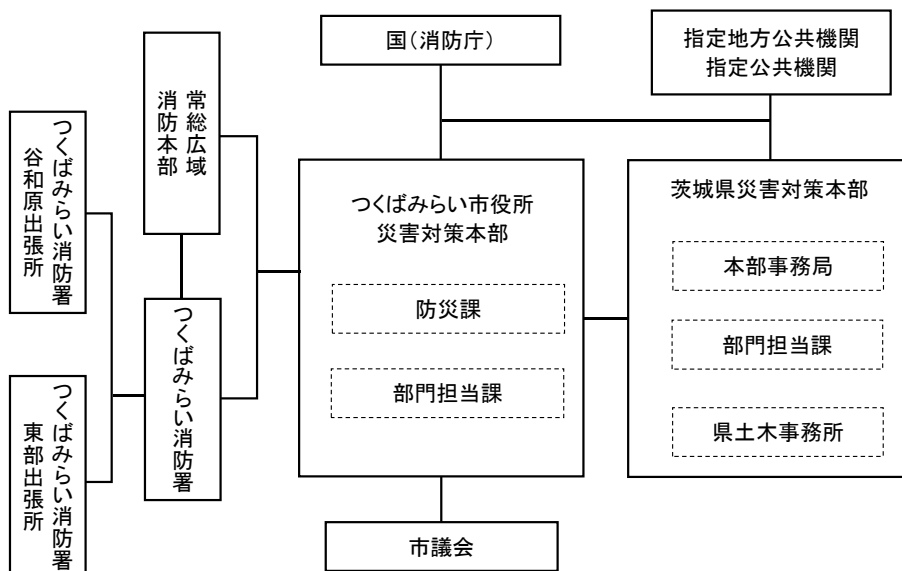 国（消防庁）
指定地方公共機関
指定公共機関
常総広域
消防本部
つくばみらい消防署
谷和原出張所
つくばみらい市役所
災害対策本部
防災課
部門担当課
茨城県災害対策本部
本部事務局
部門担当課
県土木事務所
つくばみらい消防署
つくばみらい消防署
東部出張所
市議会